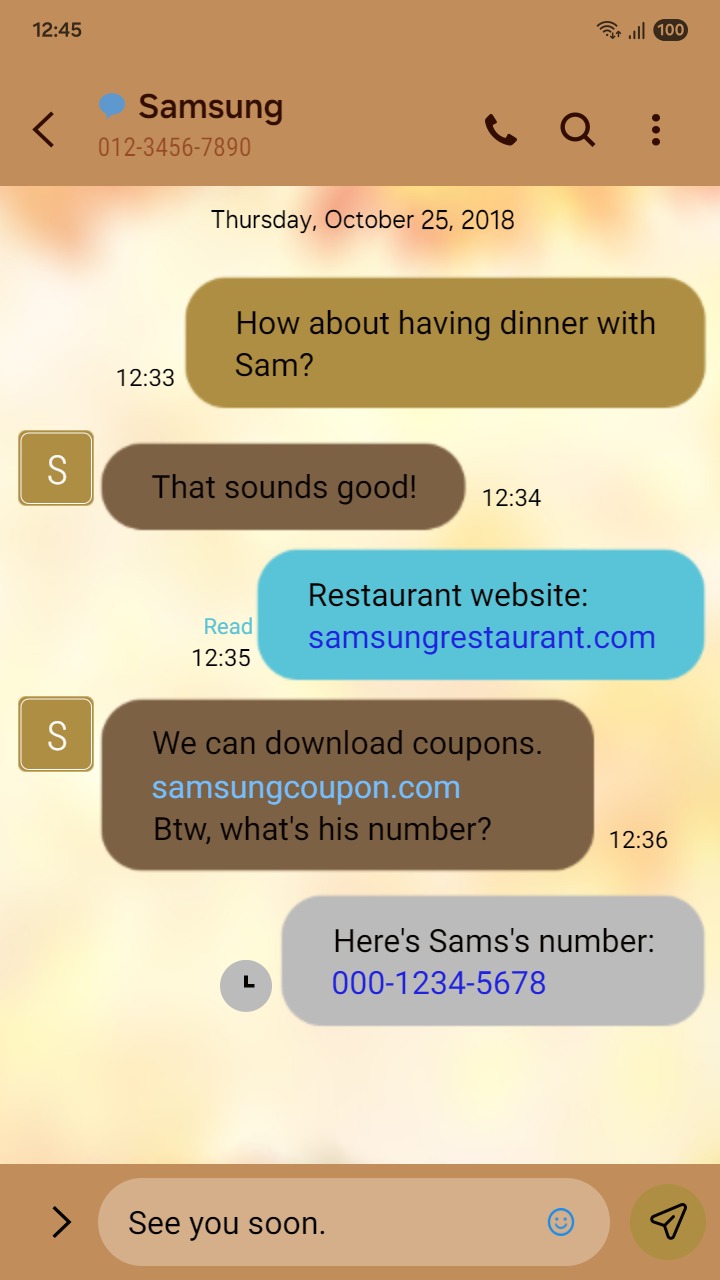 12:45
100
Samsung
012-3456-7890
Thursday, October 25, 2018
How about having dinner with
Sam?
12:33
S
That sounds good!
12:34
Restaurant website:
samsungrestaurant.com
Read
12:35
S
We can download coupons.
samsungcoupon.com
Btw, what's his number?
12:36
Here's Sams's number:
000-1234-5678
See you soon.